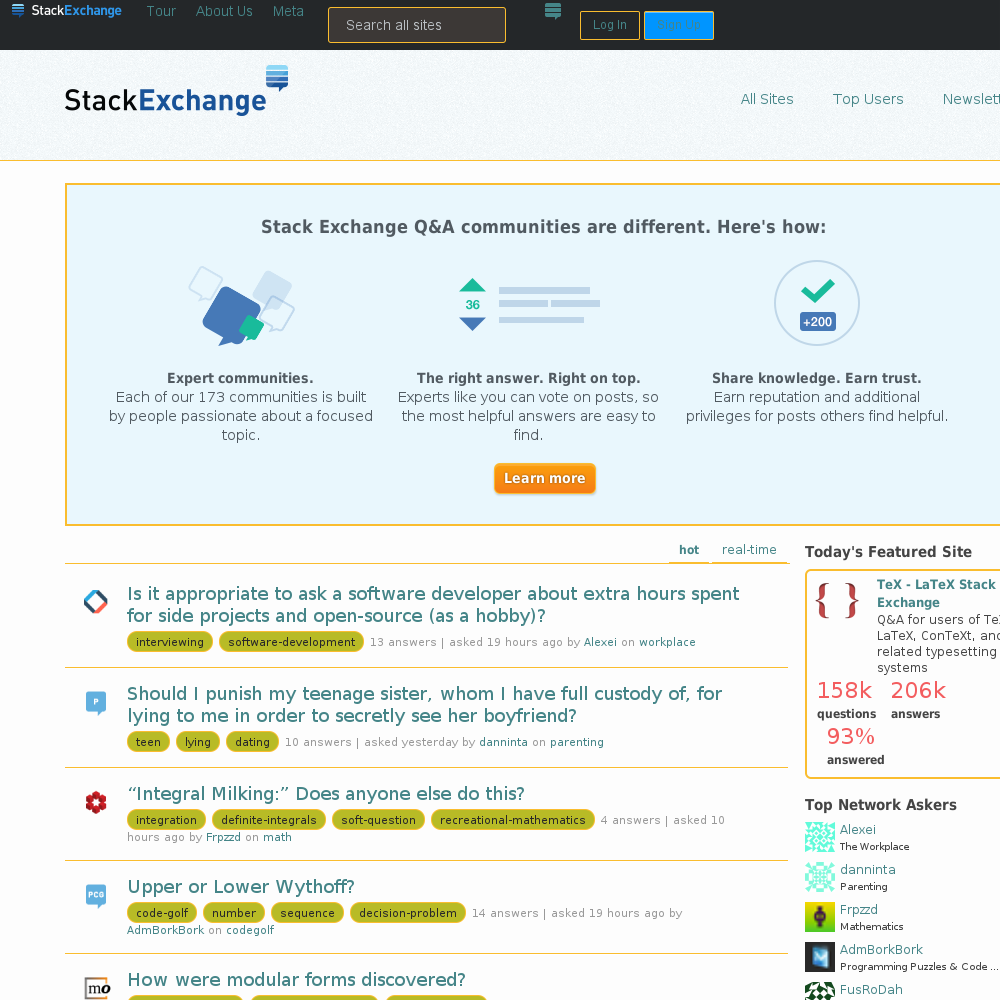 StackExchange Tour About Us Meta Search all sites Log In Sign Up
StackExchange
All Sites Top Users Newslett
Stack Exchange Q&A communities are different. Here's how:
36
+200
Expert communities.
Each of our 173 communities is built
by people passionate about a focused
topic.
The right answer. Right on top.
Experts like you can vote on posts, so
the most helpful answers are easy to
find.
Share knowledge. Earn trust.
Earn reputation and additional
privileges for posts others find helpful.
Learn more
hot real-time
Is it appropriate to ask a software developer about extra hours spent
for side projects and open-source (as a hobby)?
interviewing software-development 13 answers | asked 19 hours ago by Alexei on workplace
P
Should I punish my teenage sister, whom I have full custody of, for
lying to me in order to secretly see her boyfriend?
teen lying dating 10 answers | asked yesterday by danninta on parenting
“Integral Milking:” Does anyone else do this?
integration definite-integrals soft-question recreational-mathematics 4 answers | asked 10
hours ago by Frpzzd on math
PCG
Upper or Lower Wythoff?
code-golf number sequence decision-problem 14 answers | asked 19 hours ago by
AdmBorkBork on codegolf
mo
How were modular forms discovered?
Today's Featured Site
{ }
TeX - LaTeX Stack
Exchange
Q&A for users of TeX
LaTeX, ConTeXt, and
related typesetting
systems
158k 206k
questions answers
93%
answered
Top Network Askers
Alexei
The Workplace
danninta
Parenting
Frpzzd
Mathematics
AdmBorkBork
Programming Puzzles & Code ...
FusRoDah